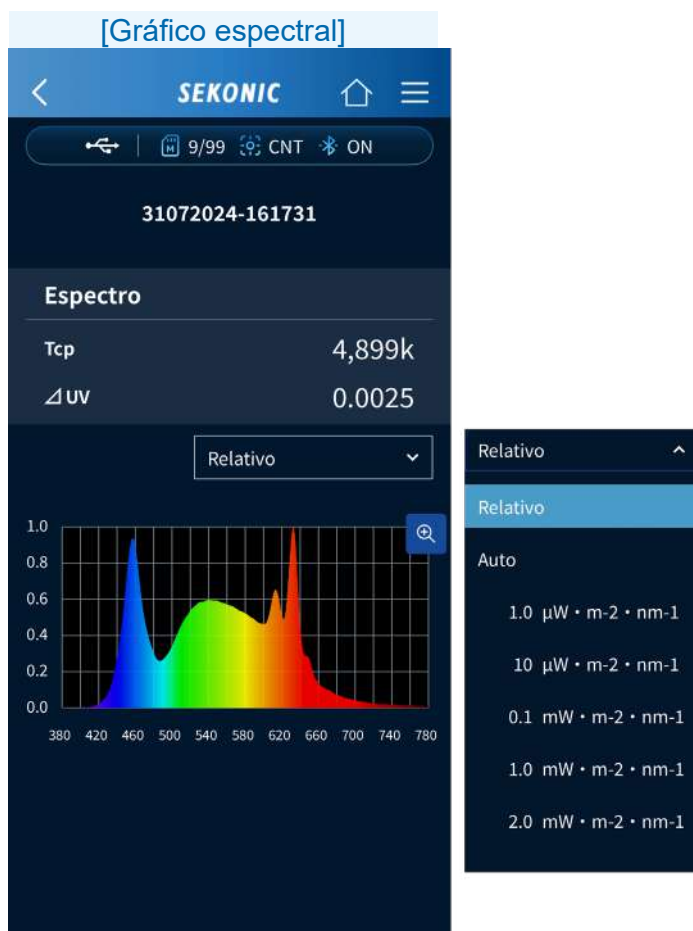 [Gráfico espectral]
SEKONIC
9/99 CNT ON
31072024-161731
Espectro
Tcp 4,899k
⊿UV 0.0025
Relativo
1.0
0.8
0.6
0.4
0.2
0.0
380 420 460 500 540 580 620 660 700 740 780
Relativo
Relativo
Auto
1.0 μW・m-2・nm-1
10 μW・m-2・nm-1
0.1 mW・m-2・nm-1
1.0 mW・m-2・nm-1
2.0 mW・m-2・nm-1